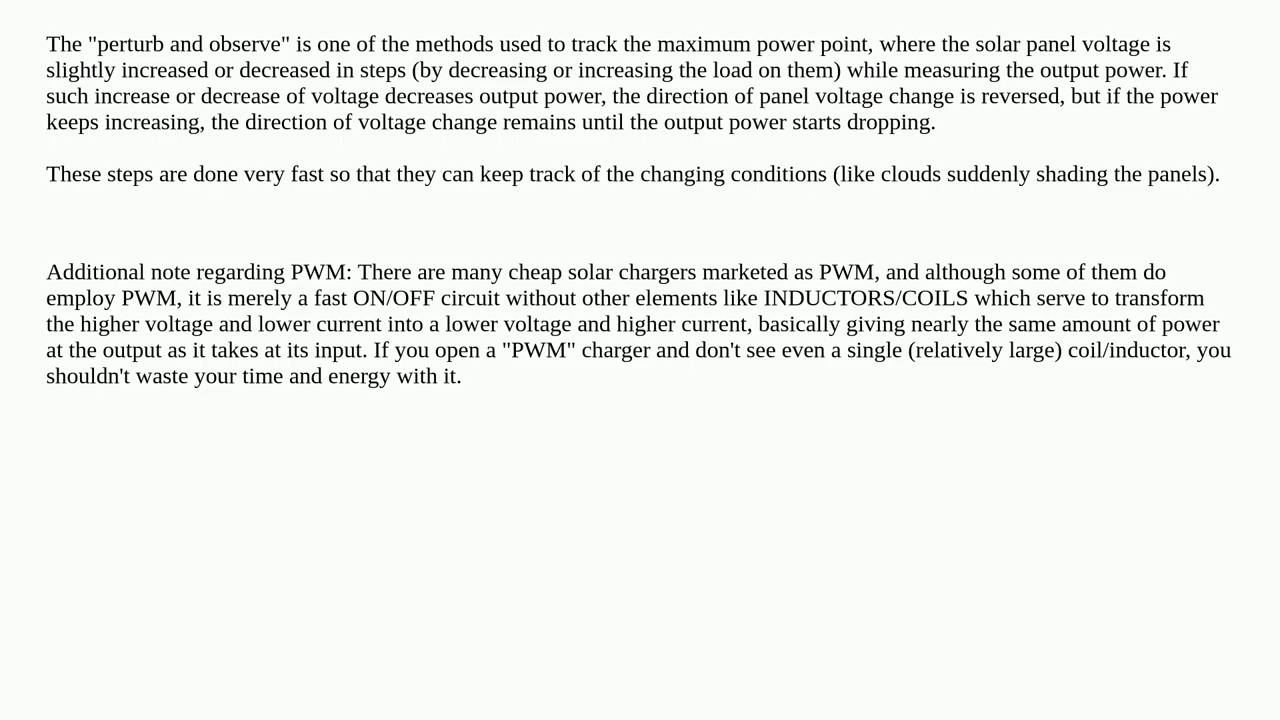 The "perturb and observe" is one of the methods used to track the maximum power point, where the solar panel voltage is
slightly increased or decreased in steps (by decreasing or increasing the load on them) while measuring the output power. If
such increase or decrease of voltage decreases output power, the direction of panel voltage change is reversed, but if the power
keeps increasing, the direction of voltage change remains until the output power starts dropping.
These steps are done very fast so that they can keep track of the changing conditions (like clouds suddenly shading the panels).
Additional note regarding PWM: There are many cheap solar chargers marketed as PWM, and although some of them do
employ PWM, it is merely a fast ON/OFF circuit without other elements like INDUCTORS/COILS which serve to transform
the higher voltage and lower current into a lower voltage and higher current, basically giving nearly the same amount of power
at the output as it takes at its input. If you open a "PWM" charger and don't see even a single (relatively large) coil/inductor, you
shouldn't waste your time and energy with it.